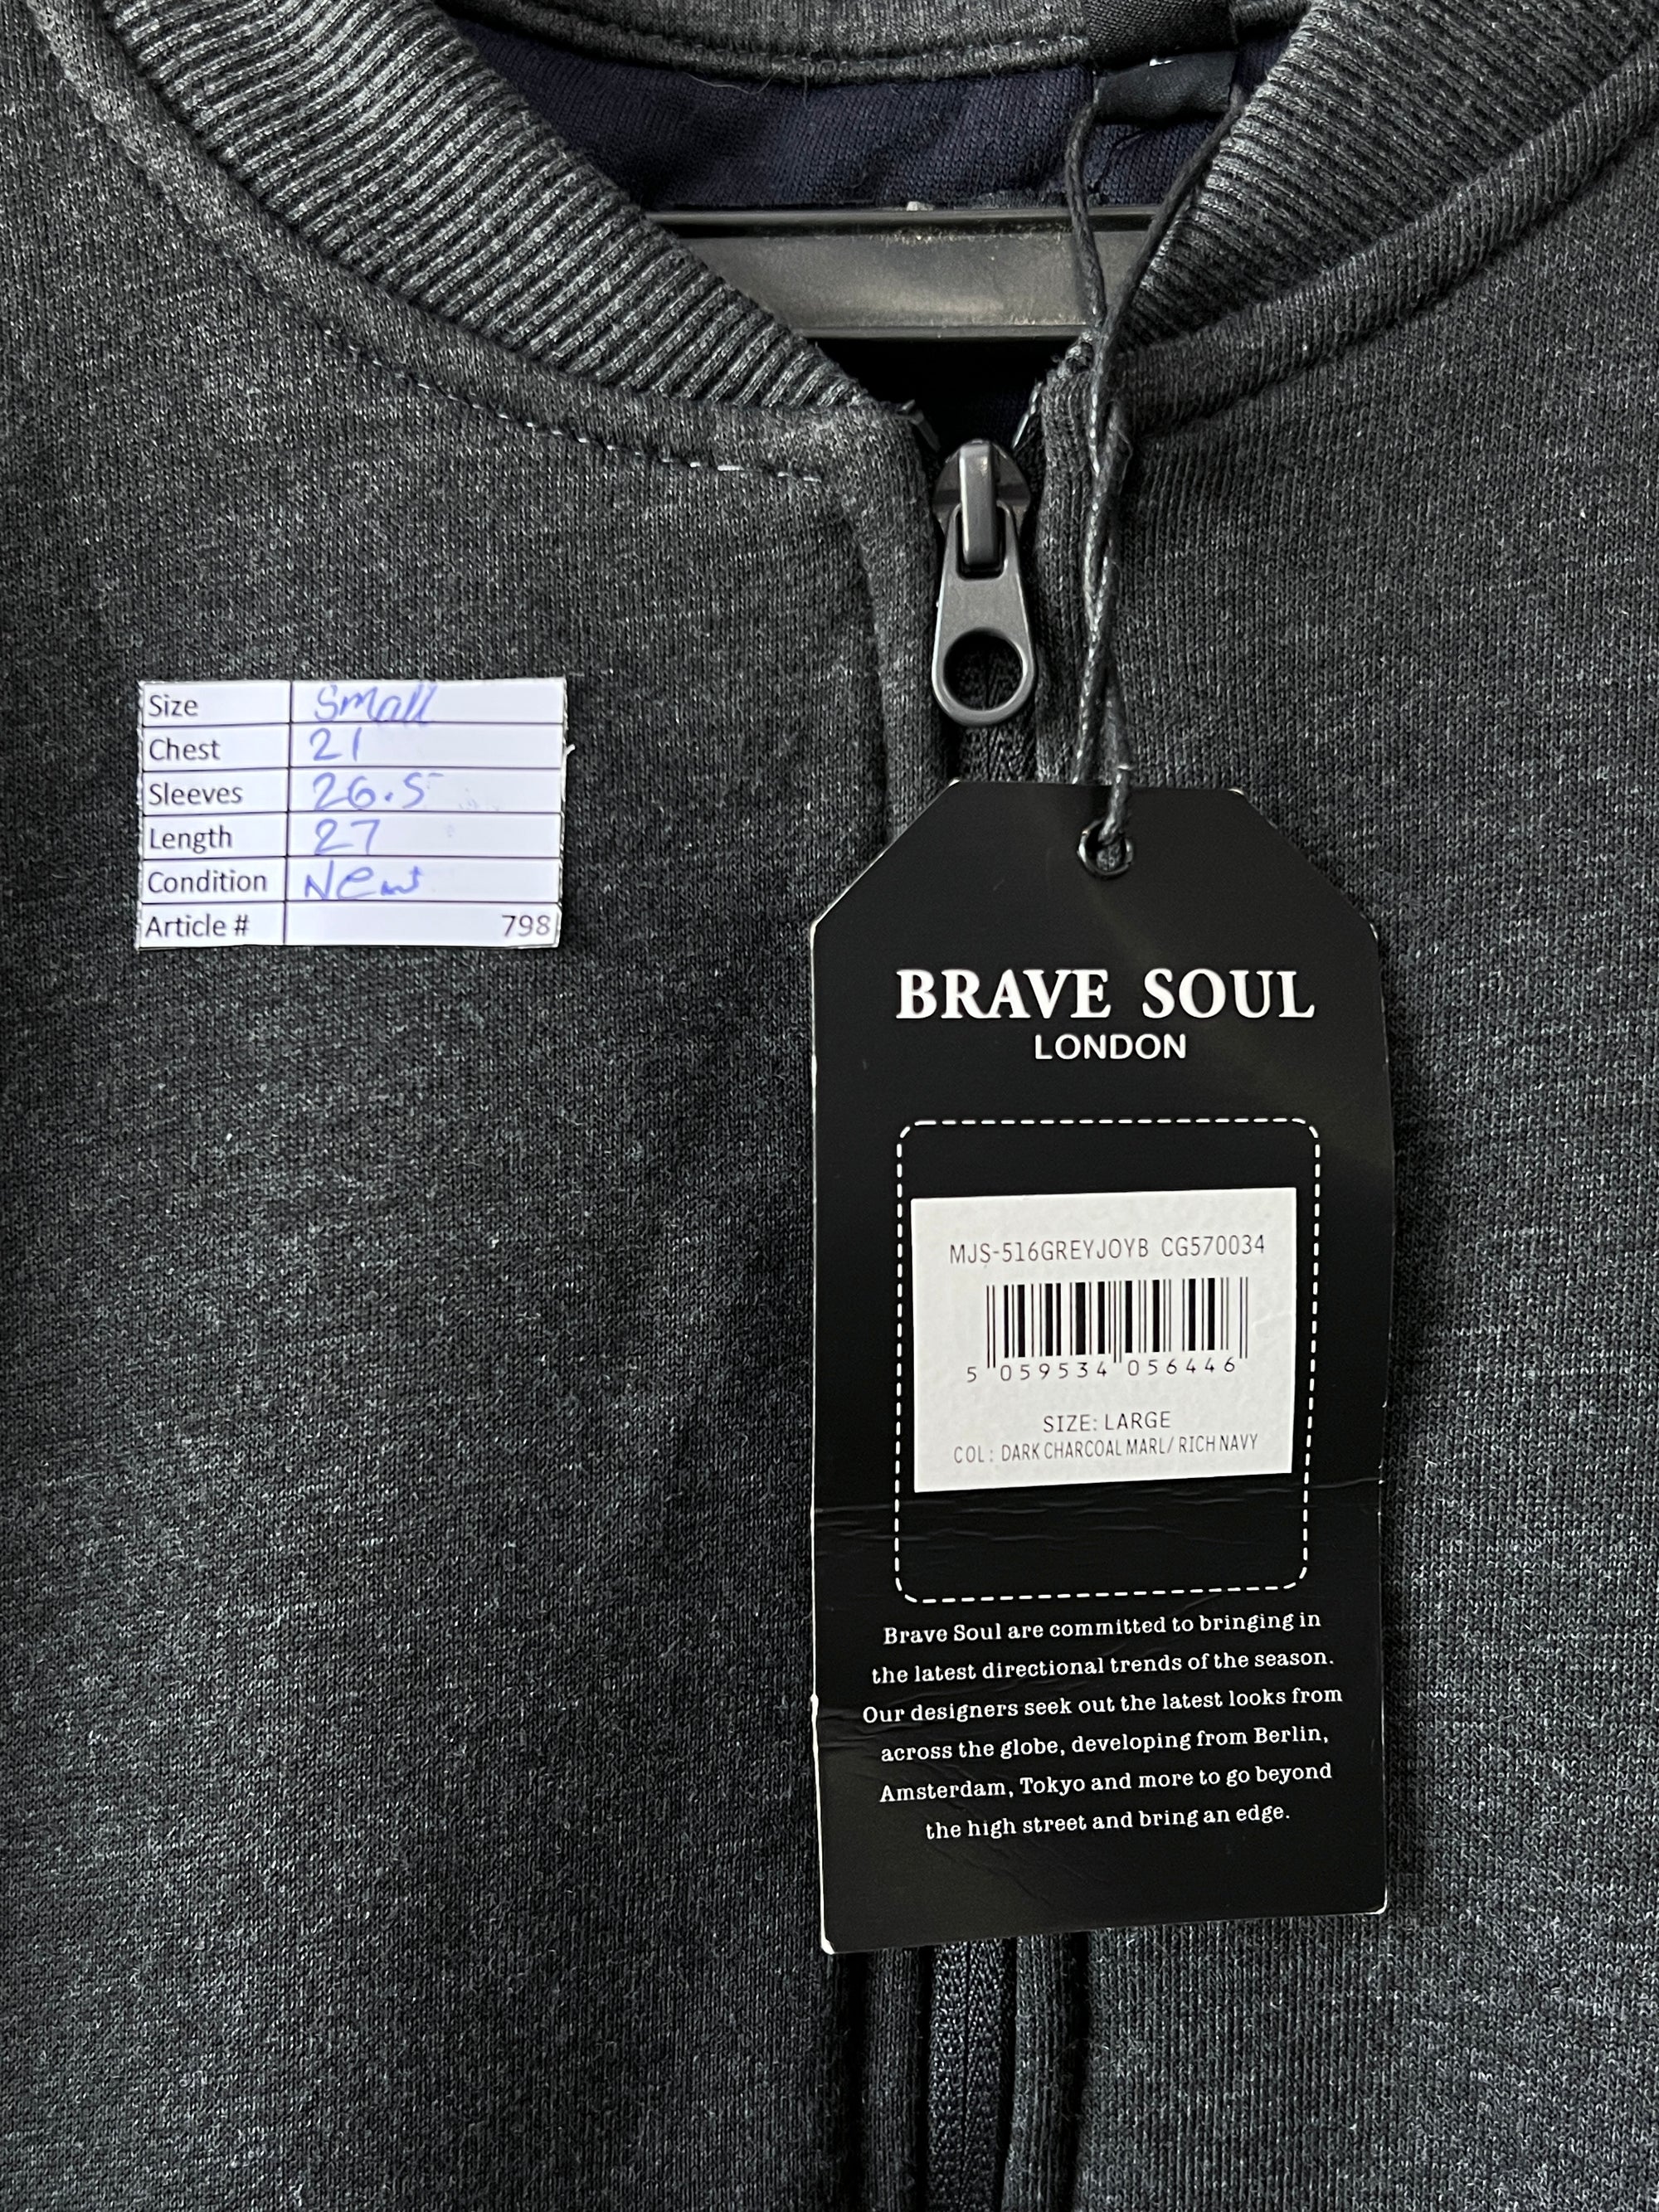 Size Small
Chest 21
Sleeves 26.5
Length 27
Condition New
Article # 798
BRAVE SOUL
LONDON
MJS-516GREYJOYB CG570034
5 059534 056446
SIZE: LARGE
COL: DARK CHARCOAL MARL/ RICH NAVY
Brave Soul are committed to bringing in
the latest directional trends of the season.
Our designers seek out the latest looks from
across the globe, developing from Berlin,
Amsterdam, Tokyo and more to go beyond
the high street and bring an edge.